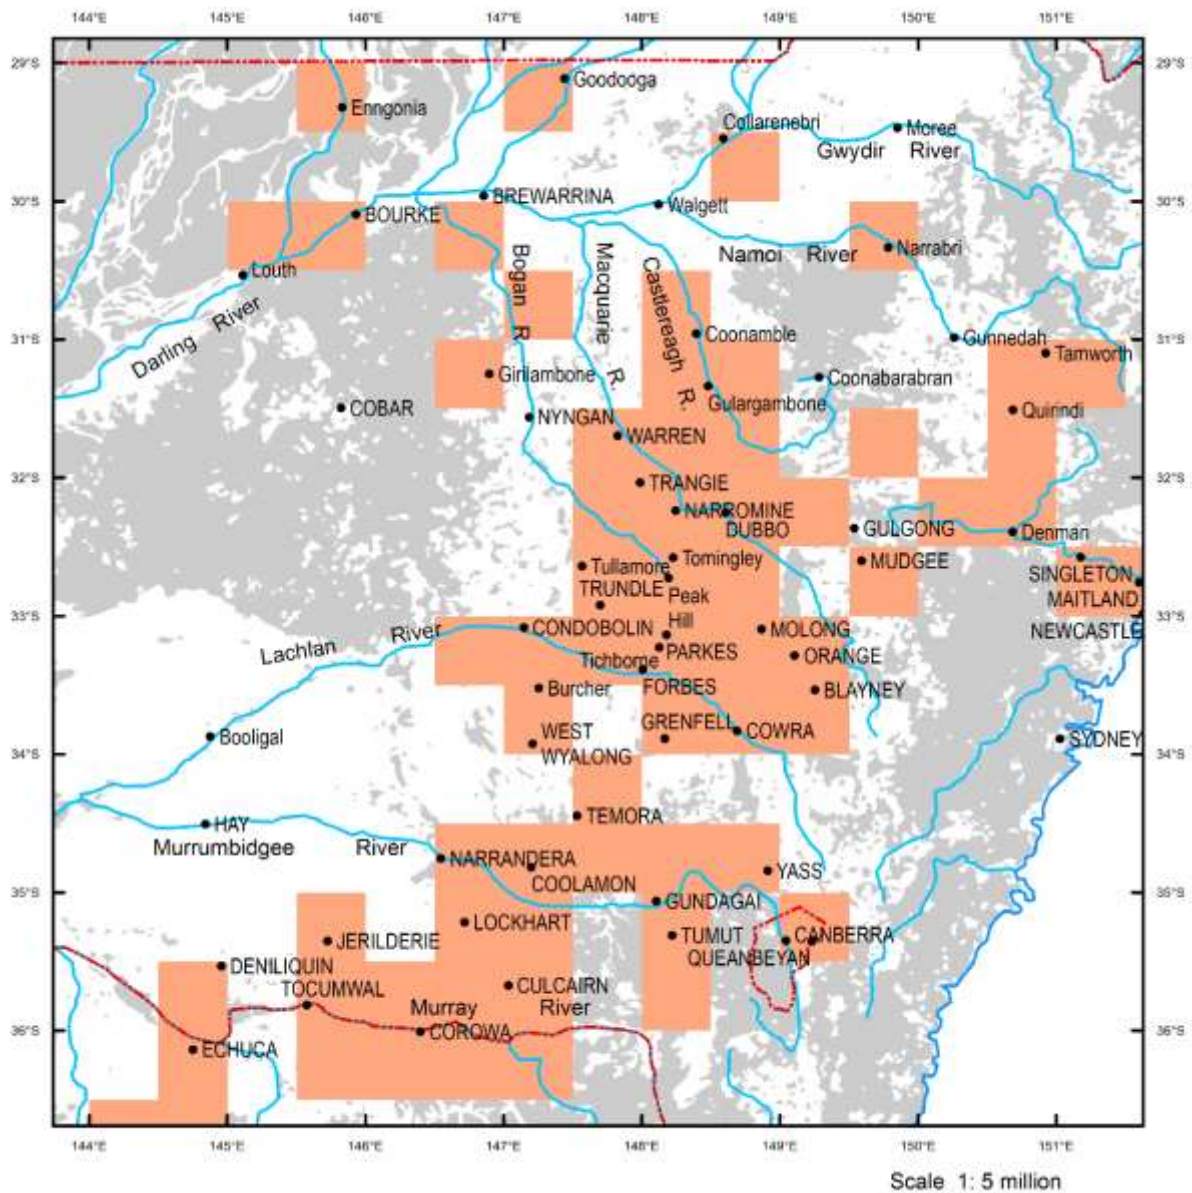 144°E 145°E 146°E 147°E 148°E 149°E 150°E 151°E
29°S 29°S
Goodooga
Enngonia
Collarenebri
Moree
Gwydir River
BREWARRINA
30°S 30°S
Walgett
BOURKE
Namoi River
Narrabri
Bogan R.
Macquarie R.
Castlereagh R.
Louth
Darling River
Coonamble
Gunnedah
31°S 31°S
Tamworth
Girilambone
Coonabarabran
COBAR
Gulargambone
Quirindi
NYNGAN
WARREN
32°S 32°S
TRANGIE
NARROMINE
DUBBO
GULGONG
Denman
Tomingley
Tullamore
MUDGEE
SINGLETON
TRUNDLE
Peak
Hill
MAITLAND
33°S 33°S
NEWCASTLE
Lachlan River
CONDOBOLIN
MOLONG
PARKES
Tichborne
ORANGE
Burcher
FORBES
BLAYNEY
GRENFELL
COWRA
Booligal
WEST
WYALONG
SYDNEY
34°S 34°S
TEMORA
HAY
Murrumbidgee River
NARRANDERA
COOLAMON
YASS
35°S 35°S
GUNDAGAI
LOCKHART
JERILDERIE
TUMUT
CANBERRA
QUEANBEYAN
DENILIQUIN
TOCUMWAL
CULCAIRN
Murray River
36°S 36°S
COROWA
ECHUCA
144°E 145°E 146°E 147°E 148°E 149°E 150°E 151°E
Scale 1: 5 million